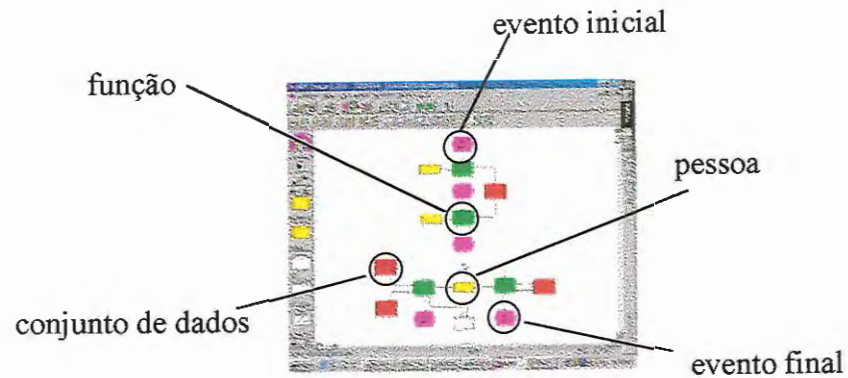 evento inicial
função
pessoa
conjunto de dados
evento final